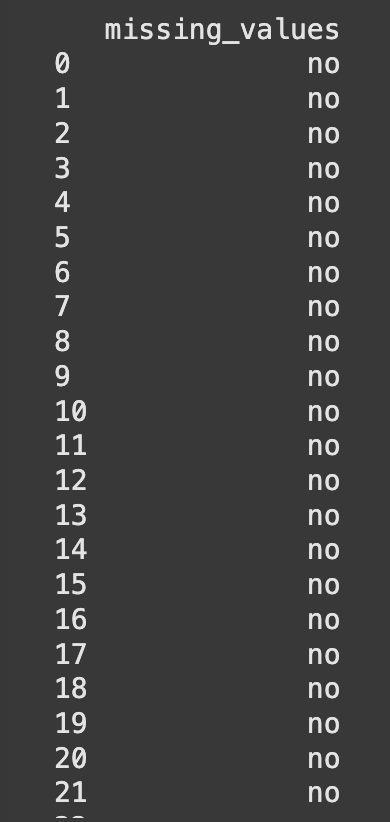 missing_values
0 no
1 no
2 no
3 no
4 no
5 no
6 no
7 no
8 no
9 no
10 no
11 no
12 no
13 no
14 no
15 no
16 no
17 no
18 no
19 no
20 no
21 no